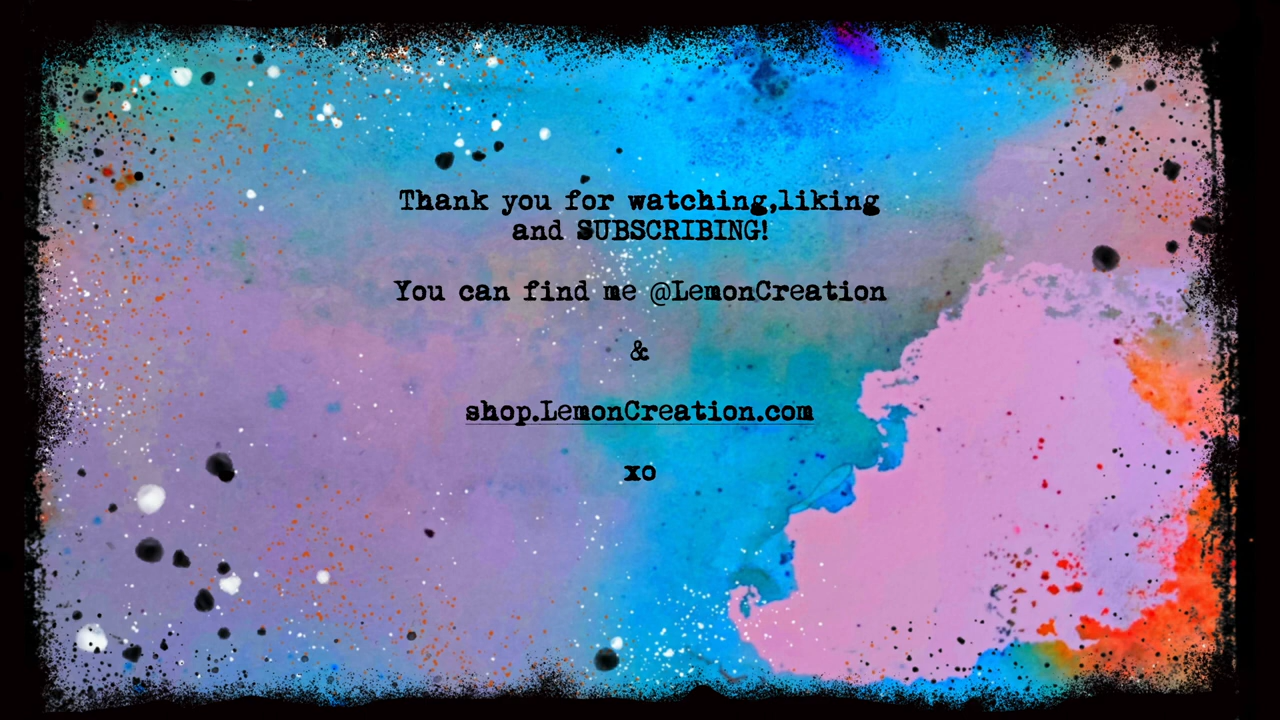 Thank you for watching,liking
and SUBSCRIBING!
You can find me @LemonCreation
&
shop.LemonCreation.com
xo